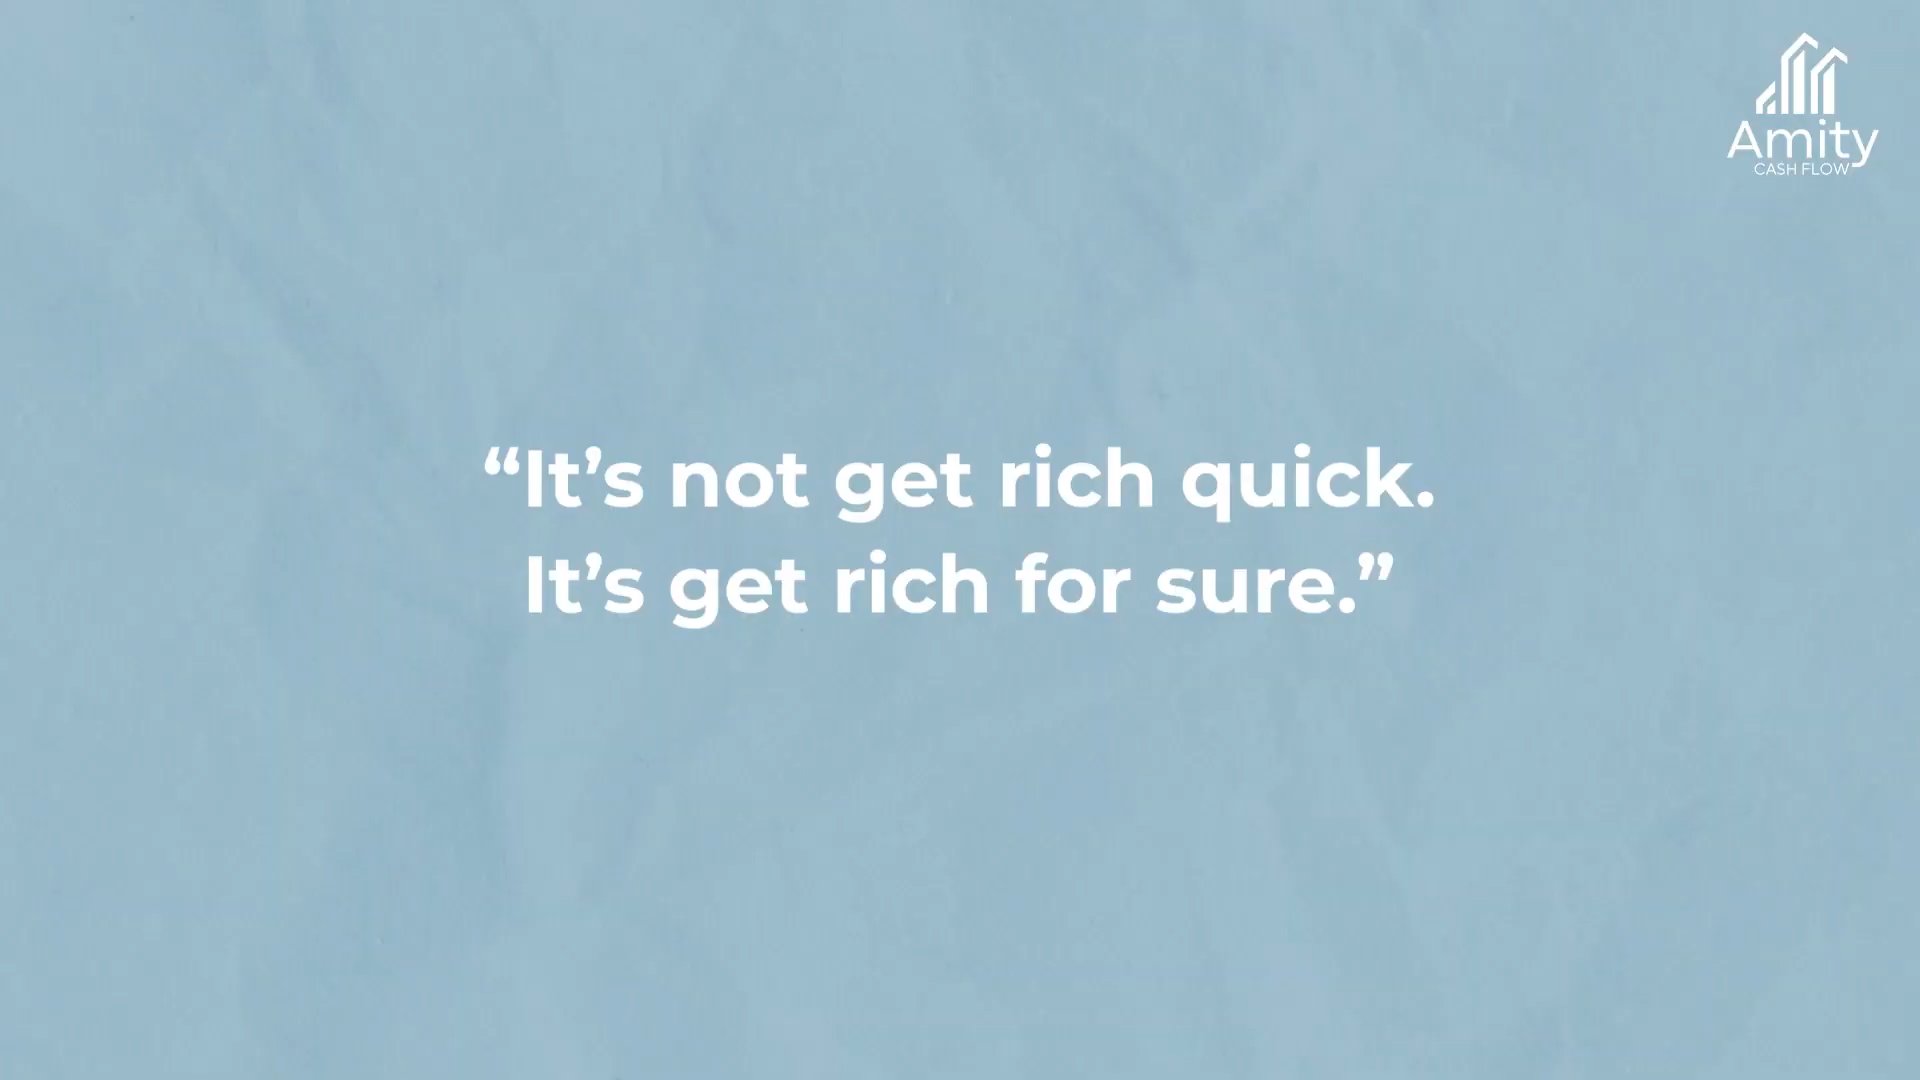 Amity
CASH FLOW
“It’s not get rich quick.
It’s get rich for sure.”